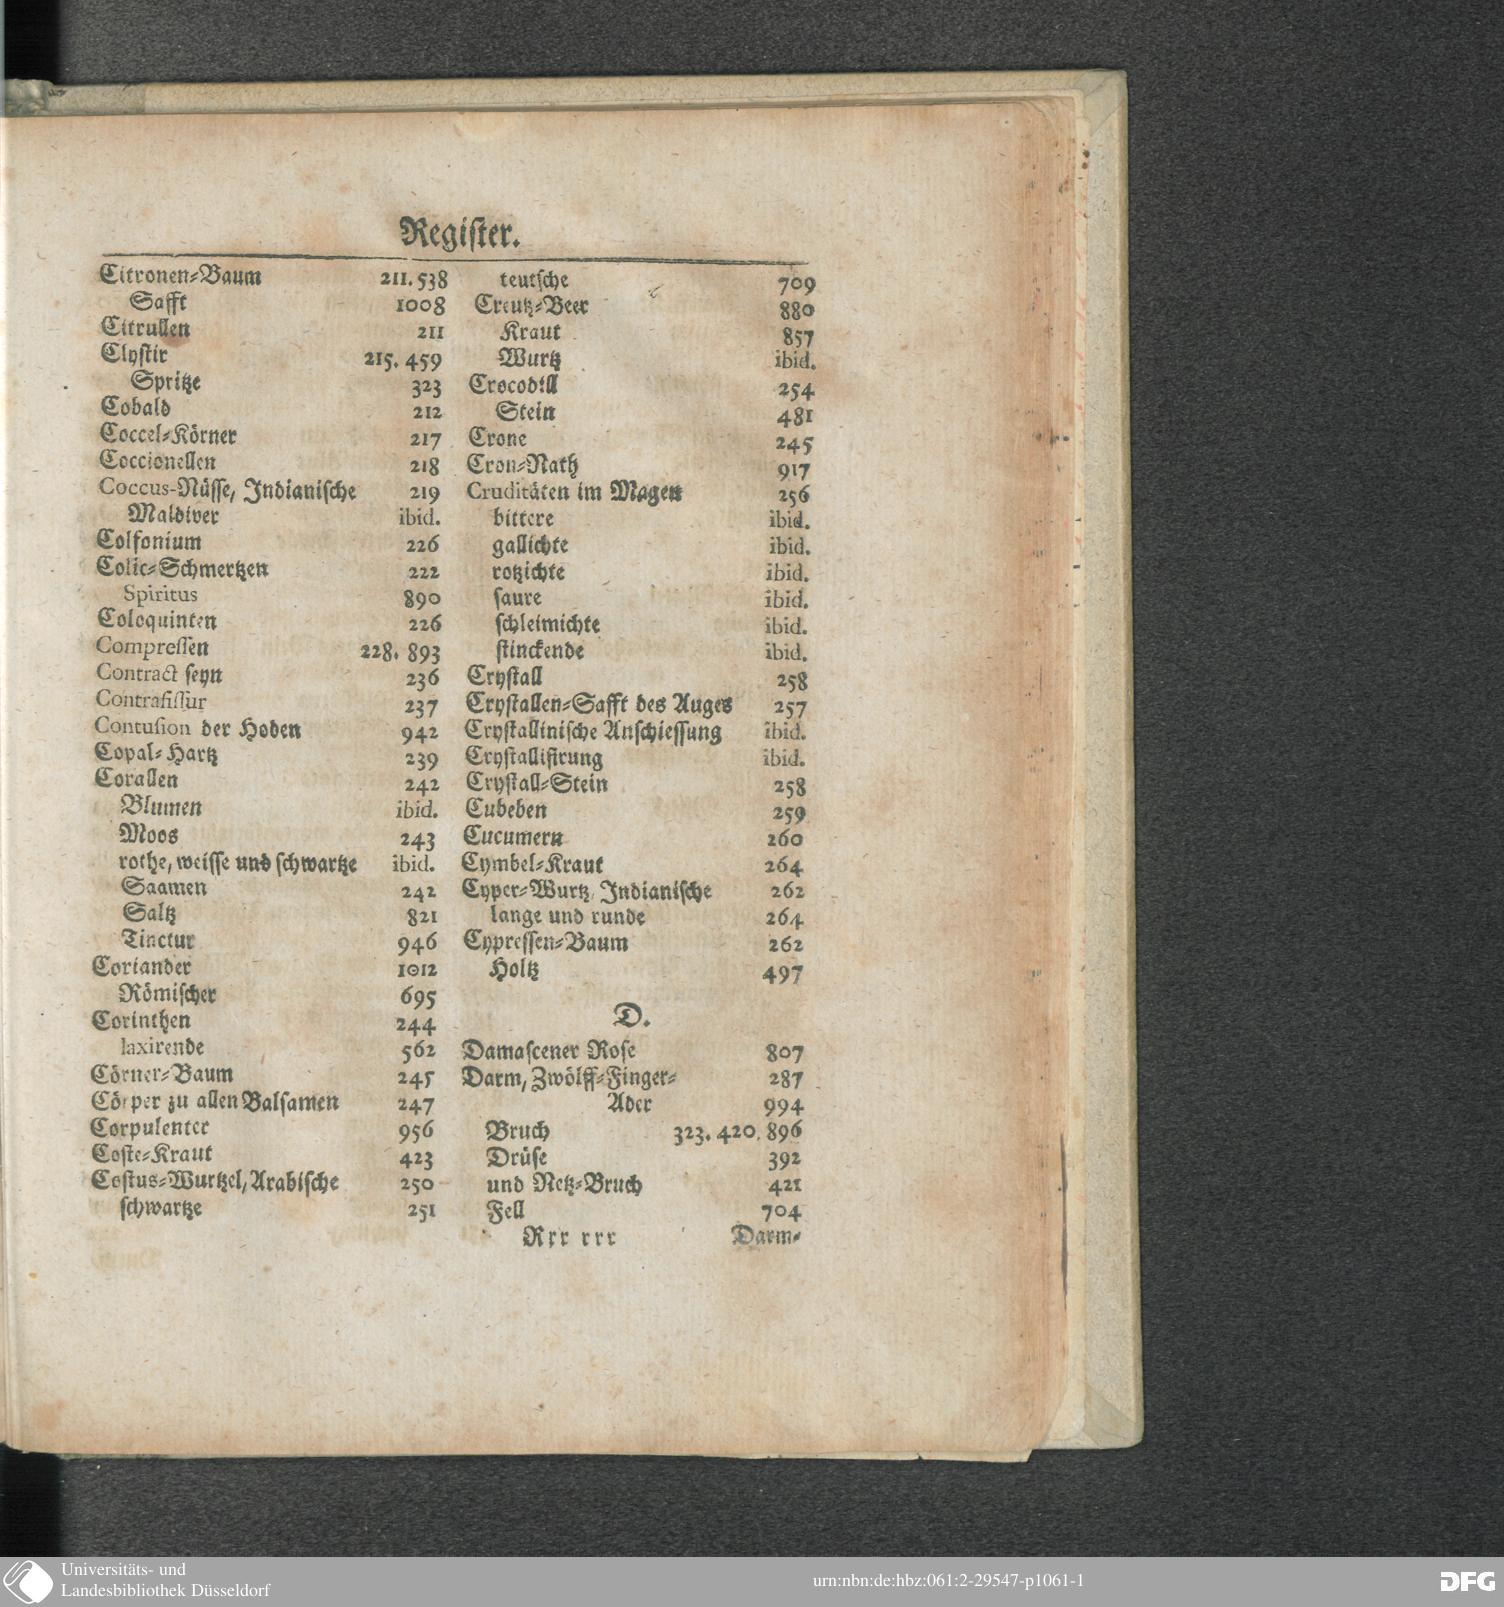 Register.
Citronen-Baum 211. 538
Safft 1008
Citrullen 211
Clystir 215. 459
Spritze 323
Cobald 212
Coccel-Körner 217
Coccionellen 218
Coccus-Nüsse, Indianische 219
Maldiver ibid.
Colfonium 226
Colic-Schmertzen 222
Spiritus 890
Coloquinten 226
Compressen 228. 893
Contract seyn 236
Contrafissur 237
Contusion der Hoden 942
Copal-Hartz 239
Corallen 242
Blumen ibid.
Moos 243
rothe, weisse und schwartze ibid.
Saamen 242
Saltz 821
Tinctur 946
Coriander 1012
Römischer 695
Corinthen 244
laxirende 562
Cörner-Baum 245
Cörper zu allen Balsamen 247
Corpulenter 956
Coste-Kraut 423
Costus-Wurtzel, Arabische 250
schwartze 251
teutsche 709
Creutz-Beer 880
Kraut 857
Wurtz ibid.
Crocodill 254
Stein 481
Crone 245
Cron-Nath 917
Cruditäten im Magen 256
bittere ibid.
gallichte ibid.
rotzichte ibid.
saure ibid.
schleimichte ibid.
stinckende ibid.
Crystall 258
Crystallen-Safft des Auges 257
Crystallinische Anschiessung ibid.
Crystallisirung ibid.
Crystall-Stein 258
Cubeben 259
Cucumern 260
Cymbel-Kraut 264
Cyper-Wurtz, Indianische 262
lange und runde 264
Cypressen-Baum 262
Holtz 497
D.
Damascener Rose 807
Darm, Zwölff-Finger- 287
Ader 994
Bruch 323. 420. 896
Drüse 392
und Netz-Bruch 421
Fell 704
Rrr rrr Darm-
Universitäts- und
Landesbibliothek Düsseldorf
urn:nbn:de:hbz:061:2-29547-p1061-1
DFG